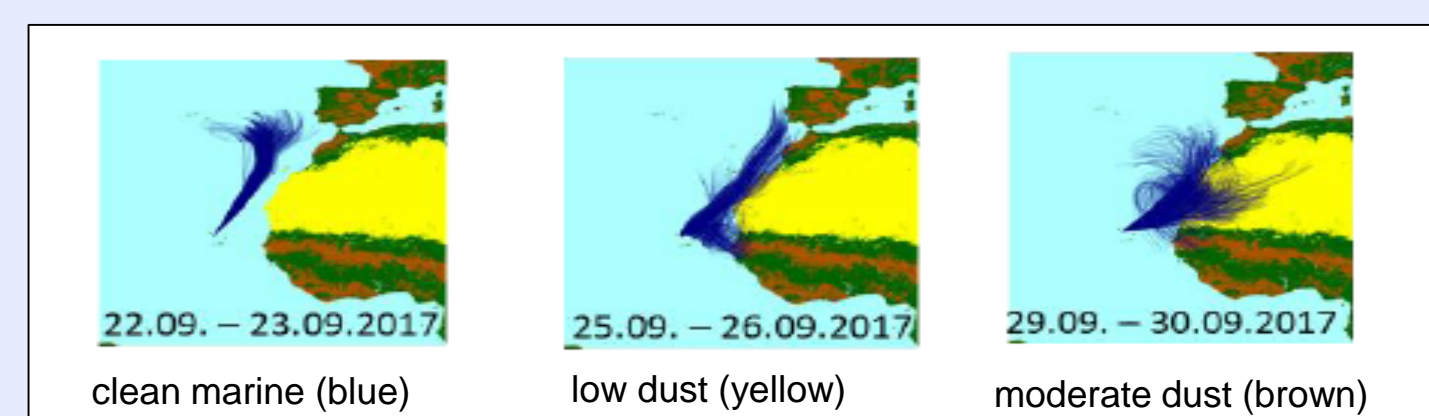 22.09. – 23.09.2017
25.09. – 26.09.2017
29.09. – 30.09.2017
clean marine (blue)
low dust (yellow)
moderate dust (brown)